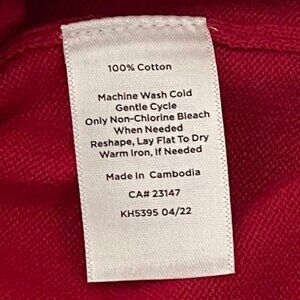 100% Cotton
Machine Wash Cold
Gentle Cycle
Only Non-Chlorine Bleach
When Needed
Reshape, Lay Flat To Dry
Warm Iron, If Needed
Made in Cambodia
CA# 23147
KH5395 04/22